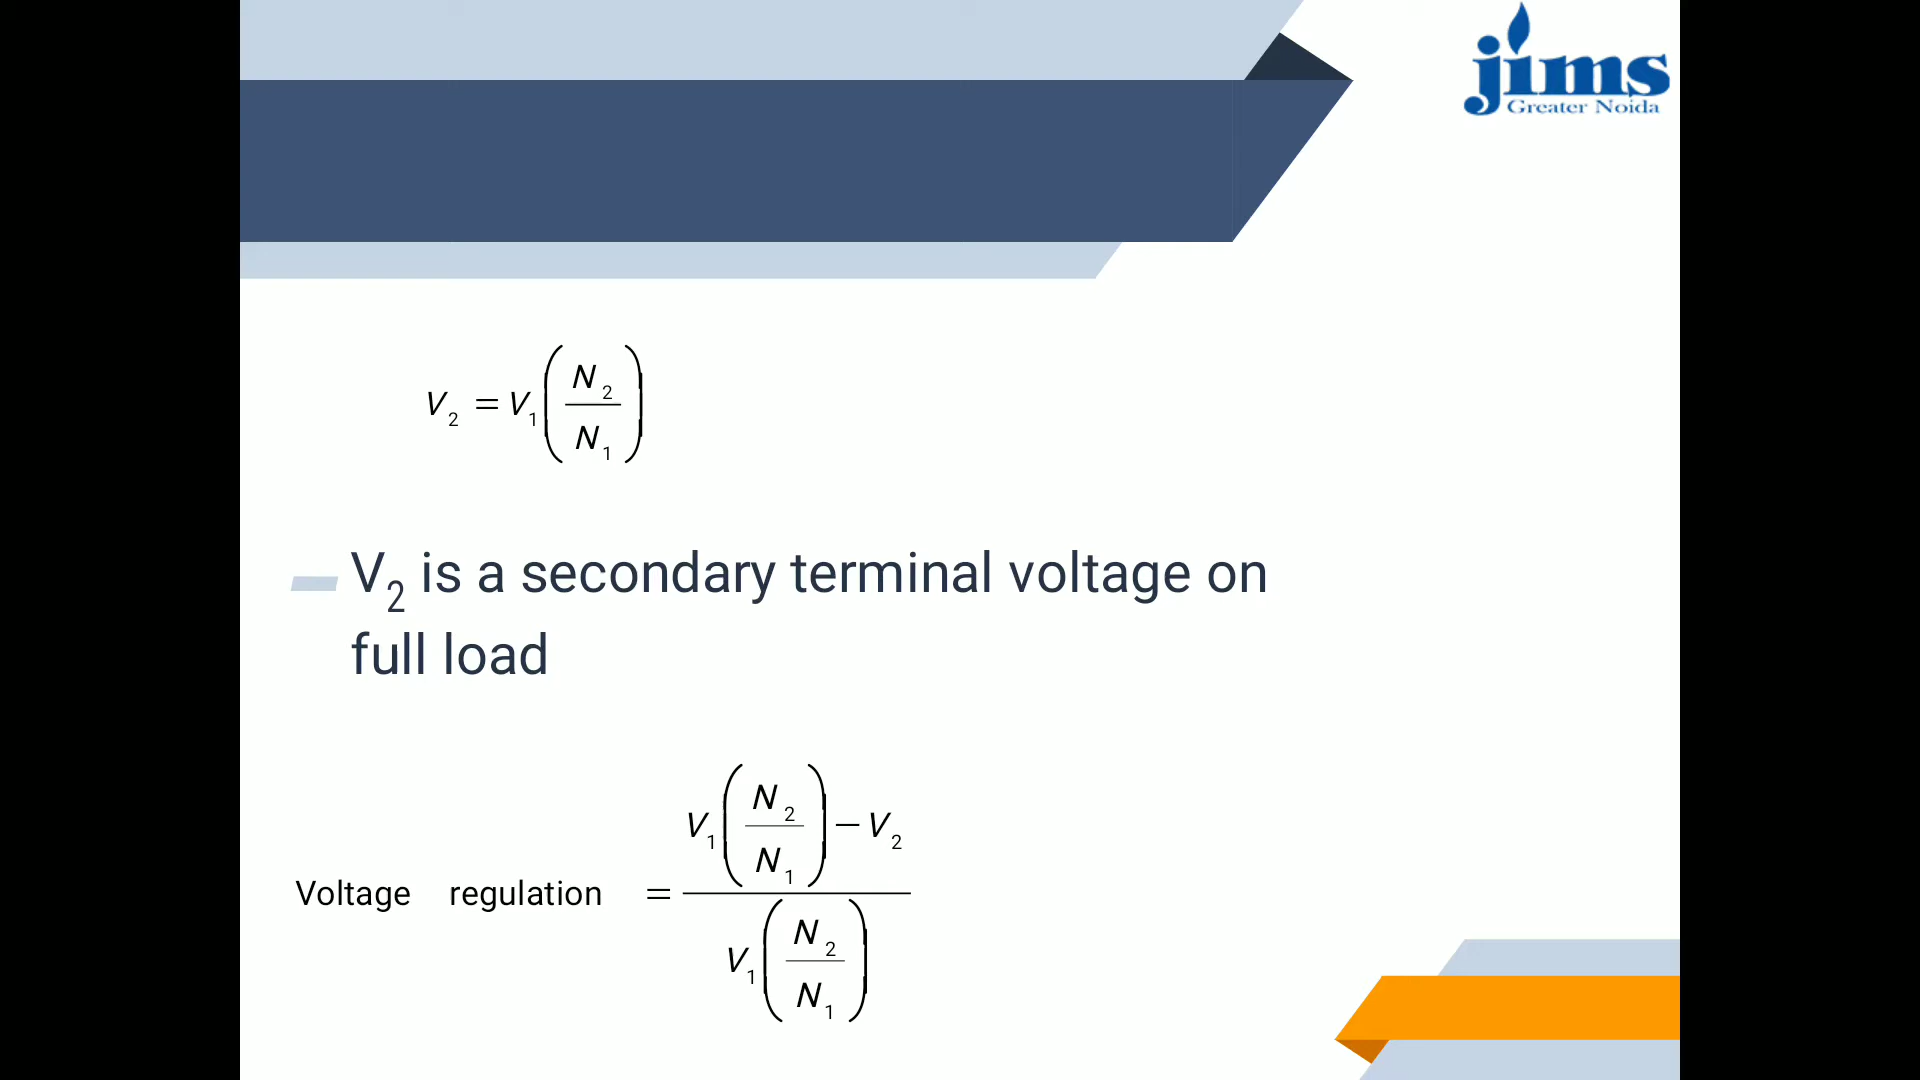 jims
Greater Noida
V₂ = V₁(N₂/N₁)
V₂ is a secondary terminal voltage on
full load
Voltage regulation = (V₁(N₂/N₁) − V₂)/(V₁(N₂/N₁))